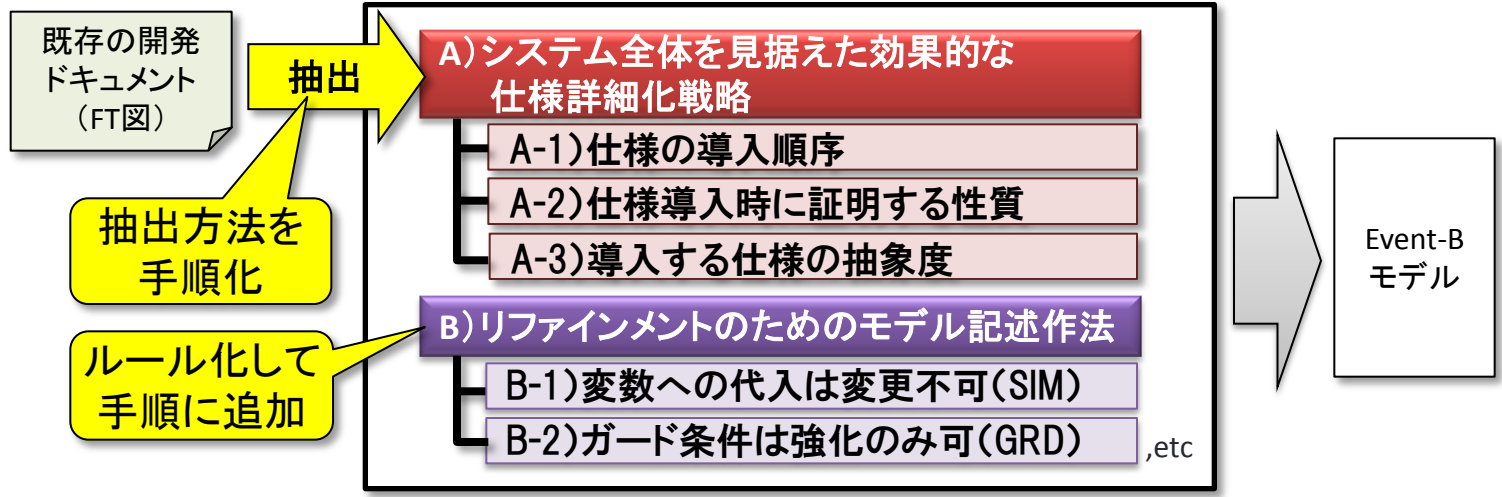 既存の開発
ドキュメント
（FT図）
抽出
抽出方法を
手順化
ルール化して
手順に追加
A）システム全体を見据えた効果的な
仕様詳細化戦略
A-1）仕様の導入順序
A-2）仕様導入時に証明する性質
A-3）導入する仕様の抽象度
B）リファインメントのためのモデル記述作法
B-1）変数への代入は変更不可（SIM）
B-2）ガード条件は強化のみ可（GRD）
,etc
Event-B
モデル